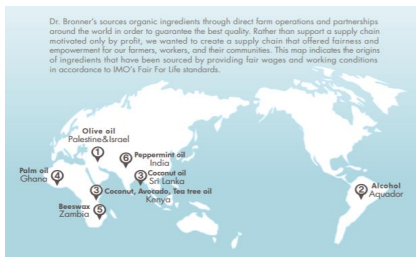 Dr. Bronner's sources organic ingredients through direct farm operations and partnerships
around the world in order to guarantee the best quality. Rather than support a supply chain
motivated only by profit, we wanted to create a supply chain that offered fairness and
empowerment for our farmers, workers, and their communities. This map indicates the origins
of ingredients that have been sourced by providing fair wages and working conditions
in accordance to IMO's Fair For Life standards.
Olive oil
Palestine&Israel
1
6
Peppermint oil
India
Palm oil
Ghana
4
3
Coconut oil
Sri Lanka
3
Coconut, Avocado, Tea tree oil
Kenya
Beeswax
Zambia
5
2
Alcohol
Aquador